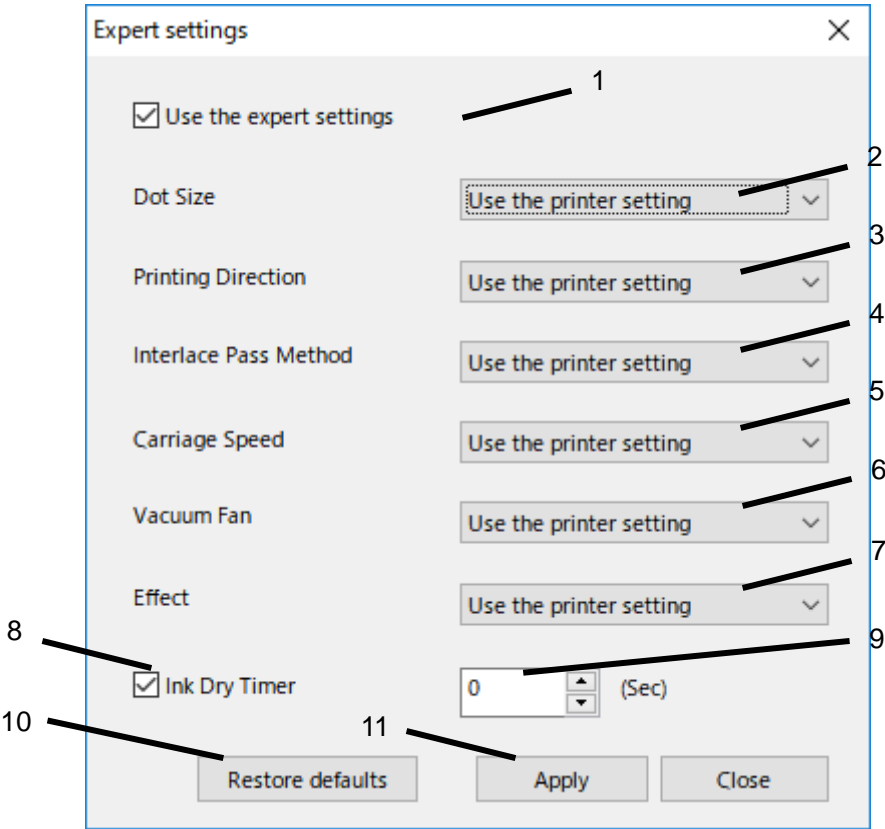 Expert settings
1
Use the expert settings
2
Dot Size Use the printer setting
3
Printing Direction Use the printer setting
4
Interlace Pass Method Use the printer setting
5
Carriage Speed Use the printer setting
6
Vacuum Fan Use the printer setting
7
Effect Use the printer setting
8
9
Ink Dry Timer 0 (Sec)
10
11
Restore defaults Apply Close